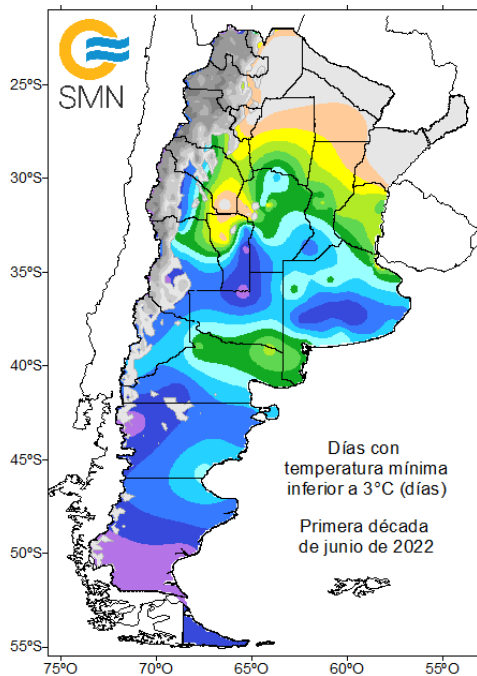 SMN
25ºS
30ºS
35ºS
40ºS
45ºS
50ºS
55ºS
75ºO
70ºO
65ºO
60ºO
55ºO
Días con
temperatura mínima
inferior a 3°C (días)
Primera década
de junio de 2022